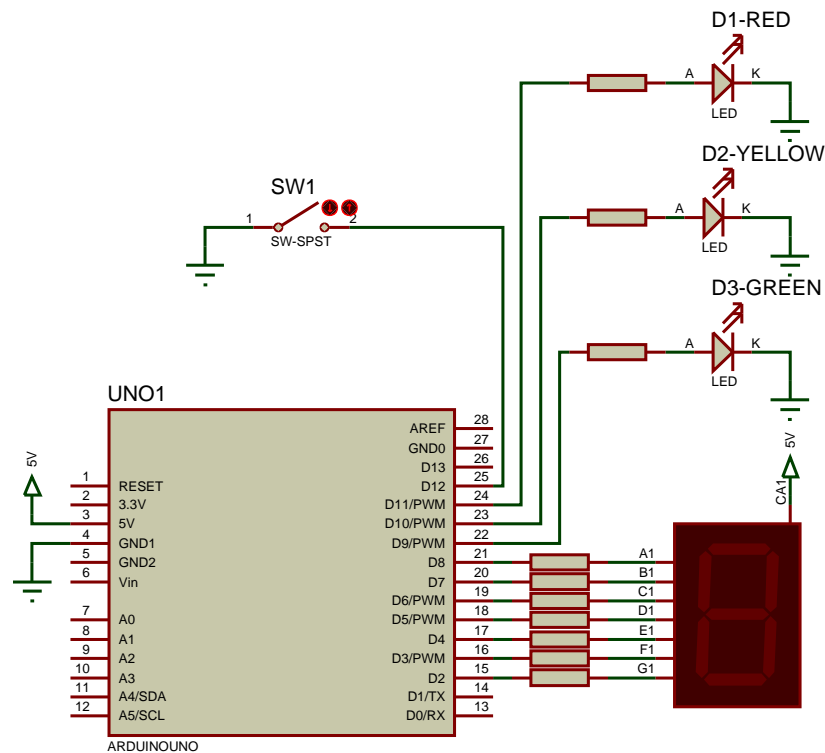 D1-RED
A K
LED
D2-YELLOW
A K
LED
SW1
1 2
SW-SPST
D3-GREEN
A K
LED
UNO1
5V
1 RESET
2 3.3V
3 5V
4 GND1
5 GND2
6 Vin
7 A0
8 A1
9 A2
10 A3
11 A4/SDA
12 A5/SCL
AREF 28
GND0 27
D13 26
D12 25
D11/PWM 24
D10/PWM 23
D9/PWM 22
D8 21
D7 20
D6/PWM 19
D5/PWM 18
D4 17
D3/PWM 16
D2 15
D1/TX 14
D0/RX 13
ARDUINOUNO
5V
CA1
A1
B1
C1
D1
E1
F1
G1